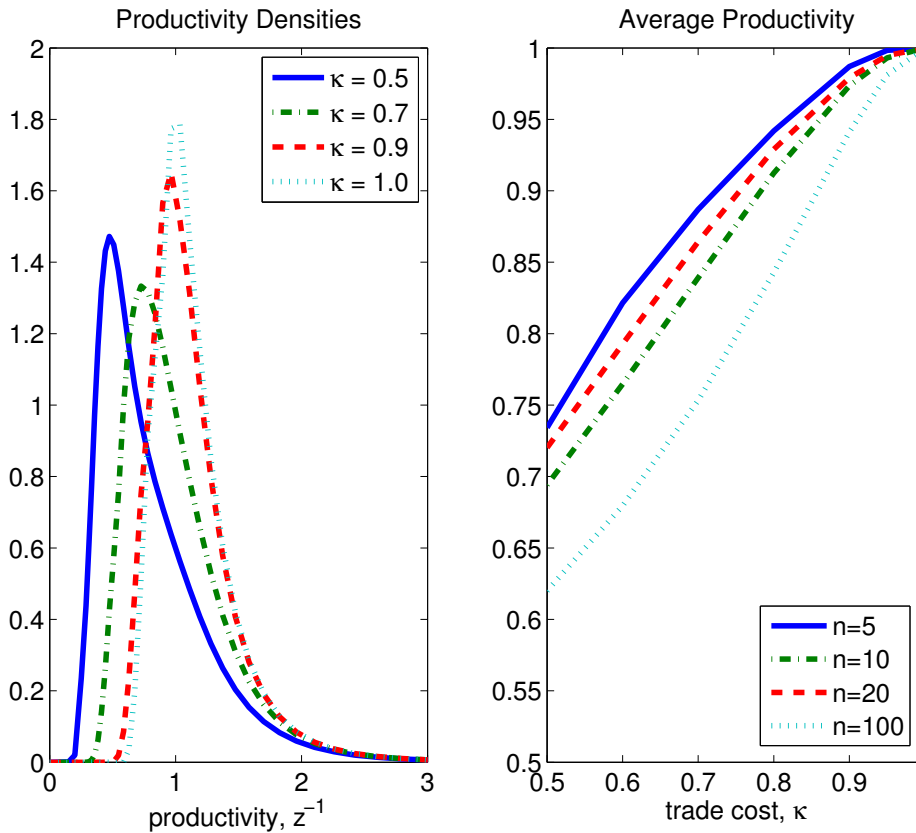 Productivity Densities
2
1.8
1.6
1.4
1.2
1
0.8
0.6
0.4
0.2
0
0
1
2
3
productivity, z⁻¹
κ = 0.5
κ = 0.7
κ = 0.9
κ = 1.0
Average Productivity
1
0.95
0.9
0.85
0.8
0.75
0.7
0.65
0.6
0.55
0.5
0.5
0.6
0.7
0.8
0.9
trade cost, κ
n=5
n=10
n=20
n=100